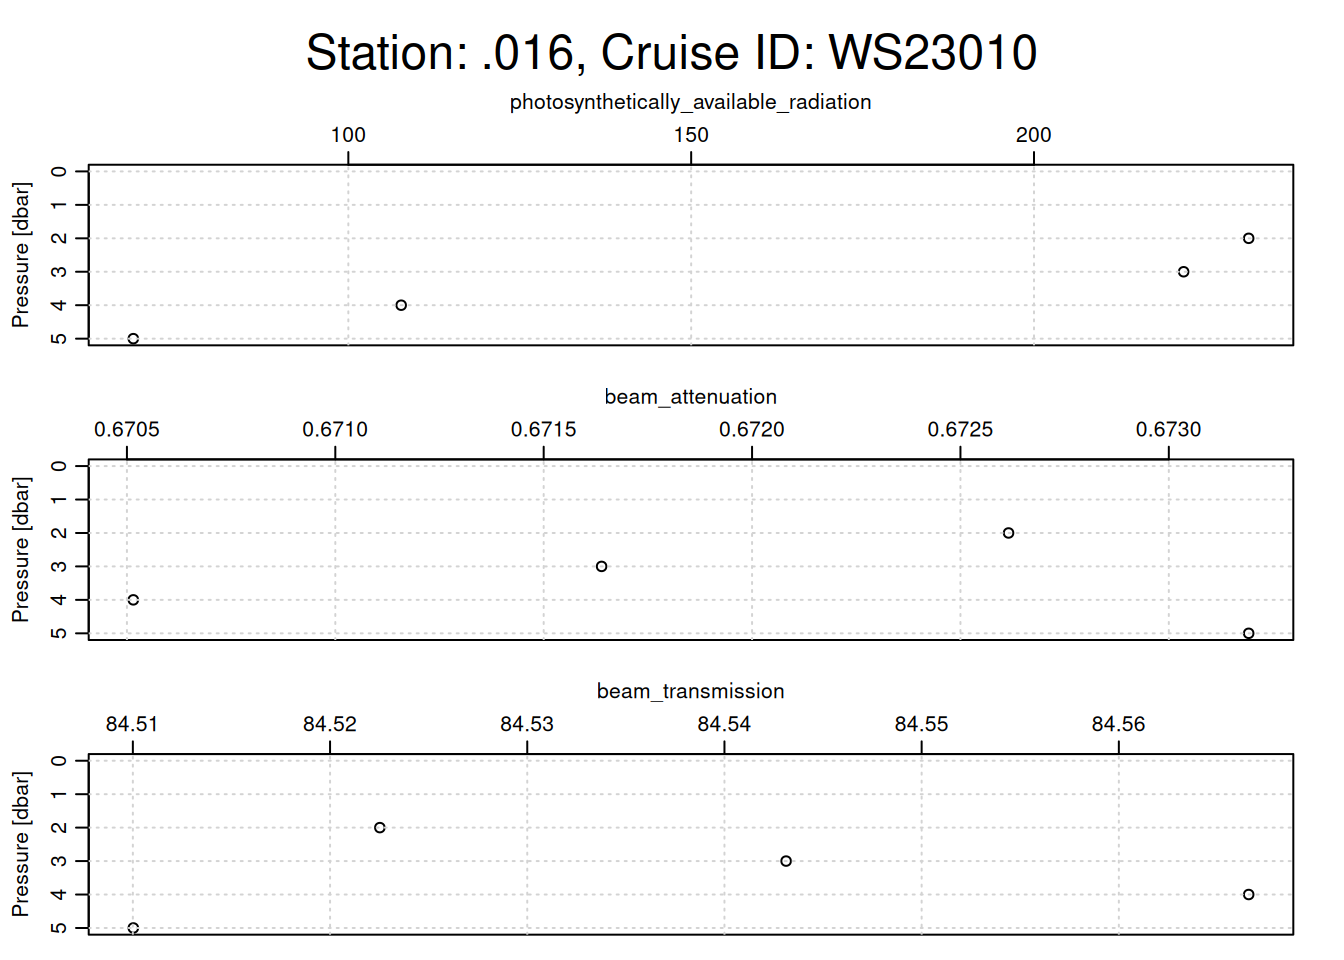 Station: .016, Cruise ID: WS23010
photosynthetically_available_radiation
100 150 200
Pressure [dbar]
0
1
2
3
4
5
beam_attenuation
0.6705 0.6710 0.6715 0.6720 0.6725 0.6730
Pressure [dbar]
0
1
2
3
4
5
beam_transmission
84.51 84.52 84.53 84.54 84.55 84.56
Pressure [dbar]
0
1
2
3
4
5